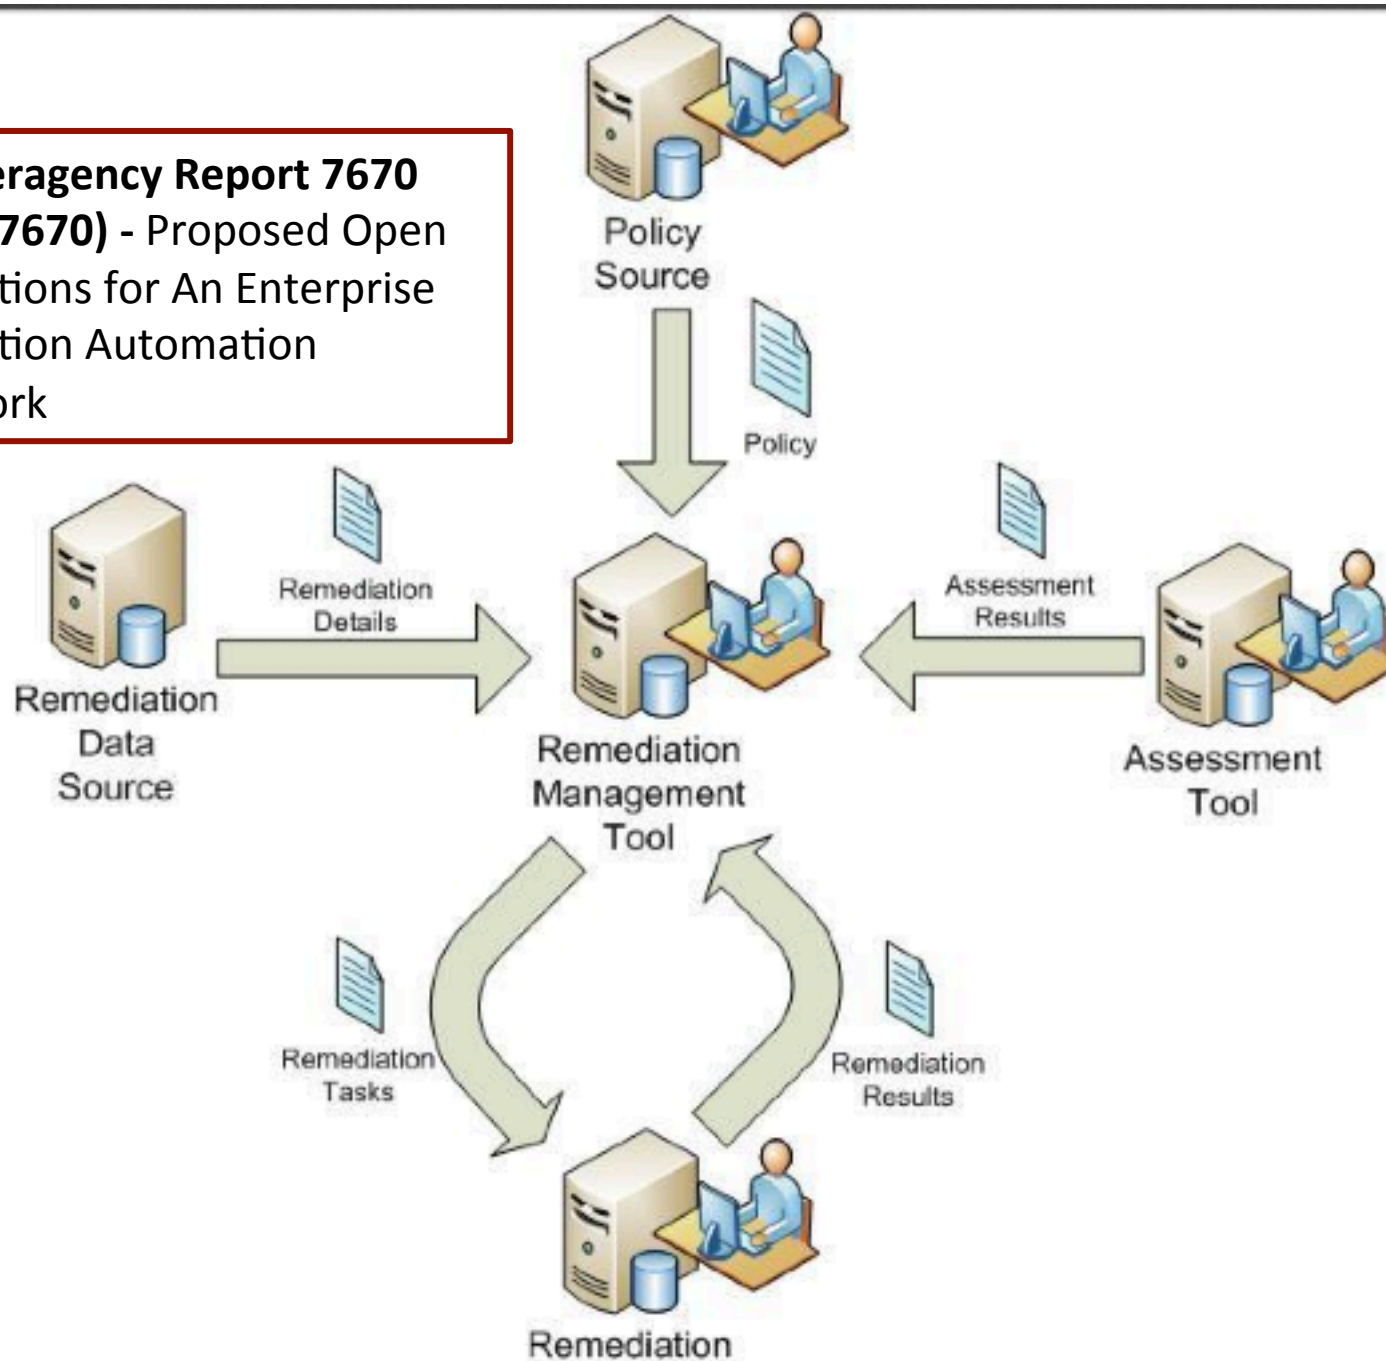 eragency Report 7670
7670) - Proposed Open
tions for An Enterprise
tion Automation
ork
Policy
Source
Policy
Remediation
Details
Assessment
Results
Remediation
Data
Source
Remediation
Management
Tool
Assessment
Tool
Remediation
Tasks
Remediation
Results
Remediation